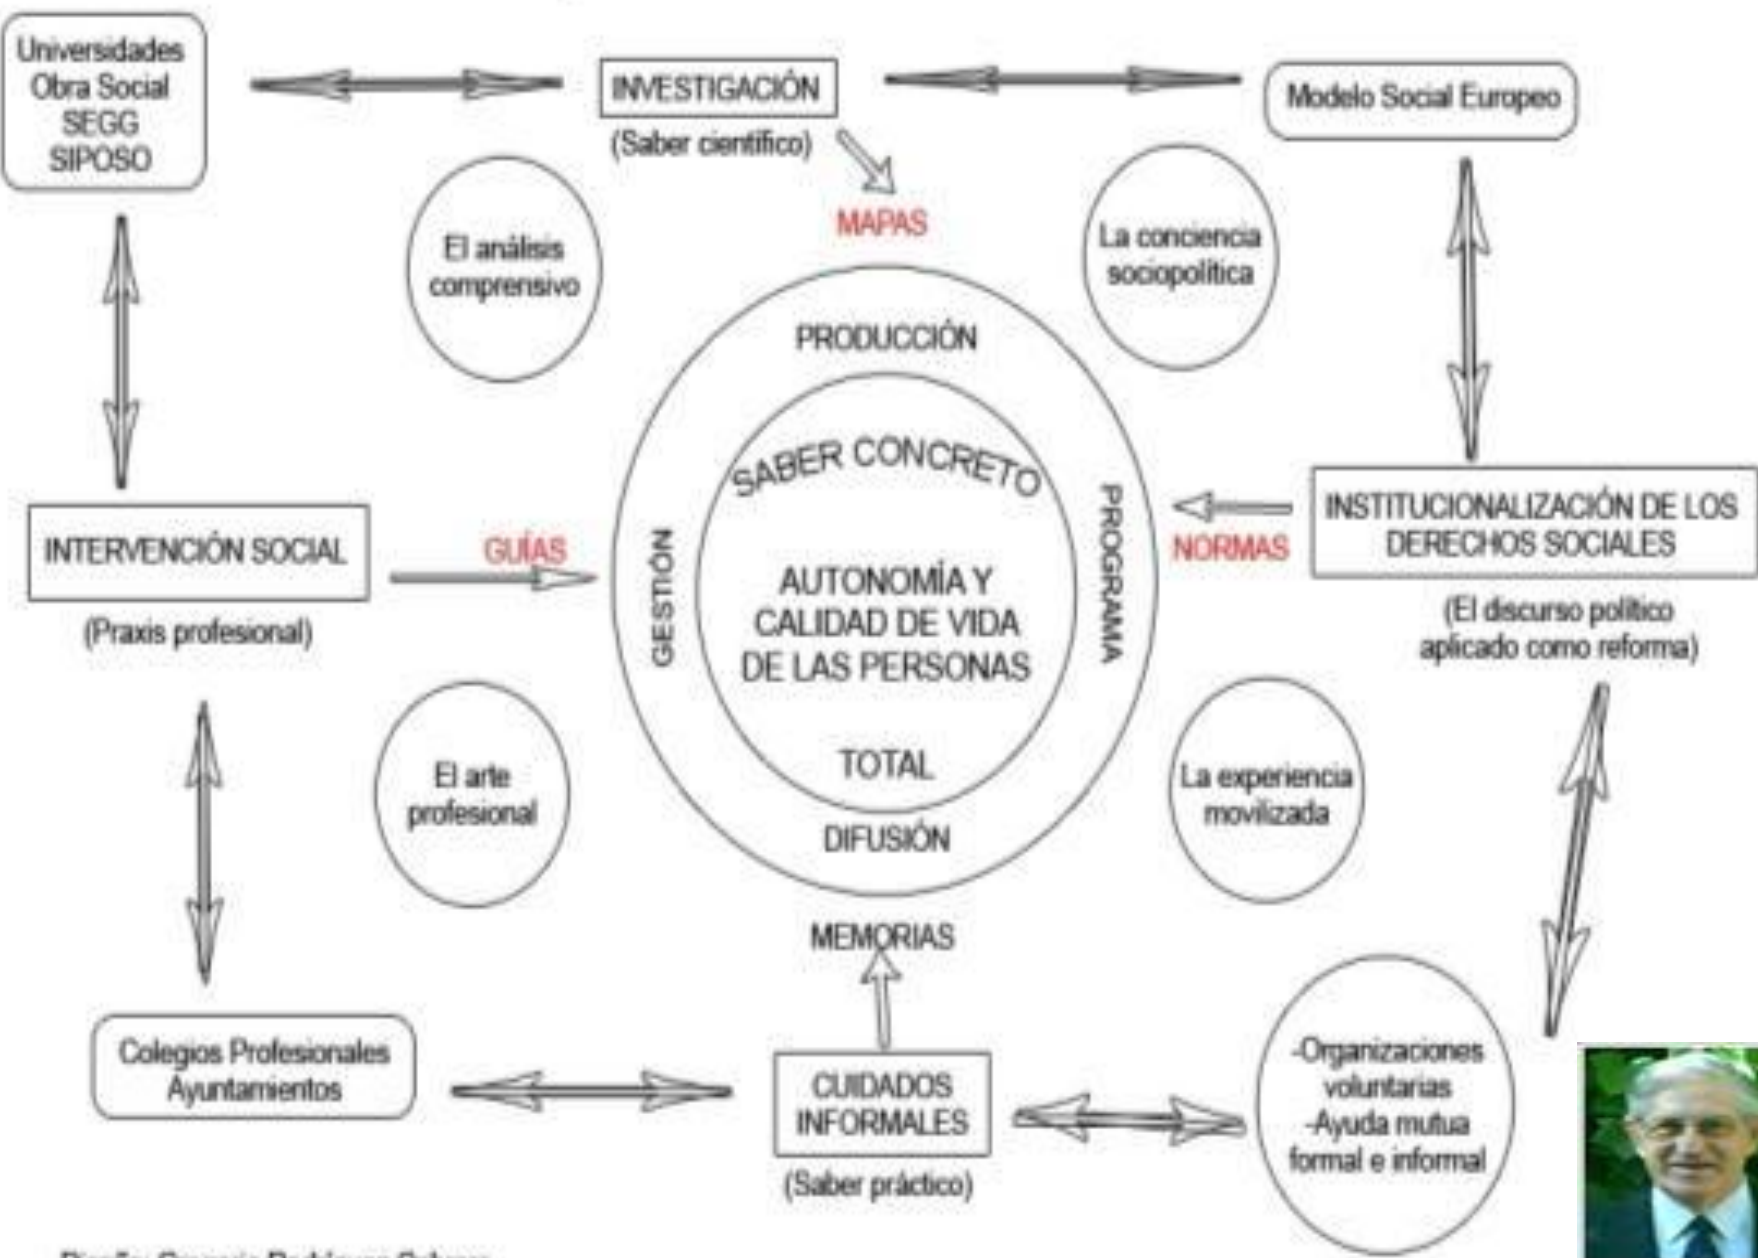 Universidades
Obra Social
SEGG
SIPOSO
INVESTIGACIÓN
(Saber científico)
Modelo Social Europeo
El análisis
comprensivo
MAPAS
La conciencia
sociopolítica
PRODUCCIÓN
SABER CONCRETO
AUTONOMÍA Y
CALIDAD DE VIDA
DE LAS PERSONAS
TOTAL
GESTIÓN
PROGRAMA
DIFUSIÓN
INTERVENCIÓN SOCIAL
(Praxis profesional)
GUÍAS
NORMAS
INSTITUCIONALIZACIÓN DE LOS
DERECHOS SOCIALES
(El discurso político
aplicado como reforma)
El arte
profesional
La experiencia
movilizada
MEMORIAS
Colegios Profesionales
Ayuntamientos
CUIDADOS
INFORMALES
(Saber práctico)
-Organizaciones
voluntarias
-Ayuda mutua
formal e informal